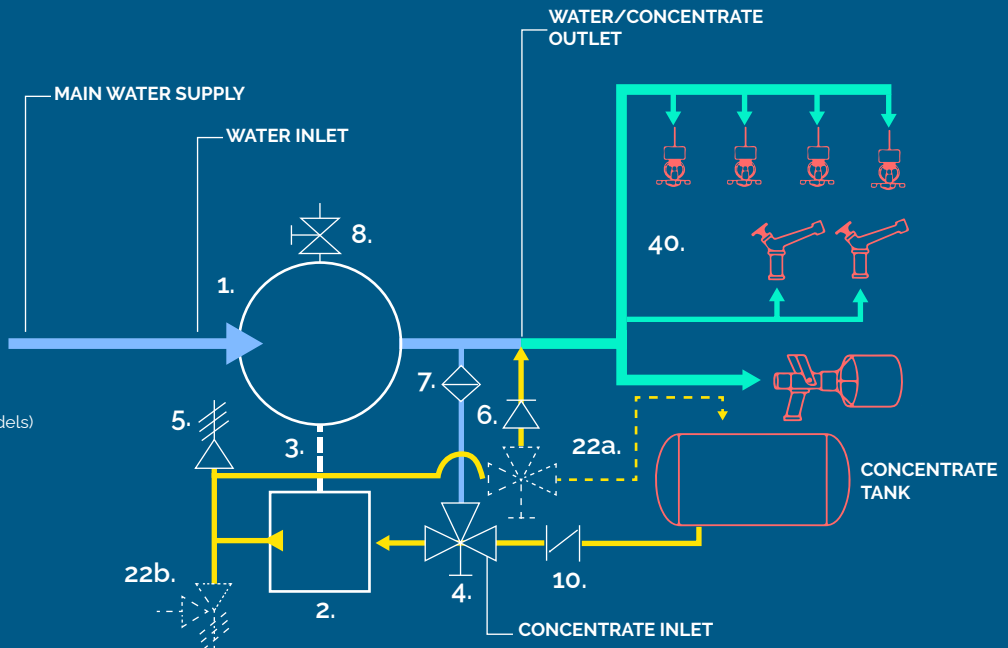 WATER/CONCENTRATE
OUTLET
MAIN WATER SUPPLY
WATER INLET
8.
40.
1.
7.
6.
5.
dels)
3.
22a.
CONCENTRATE
TANK
22b.
2.
4.
10.
CONCENTRATE INLET